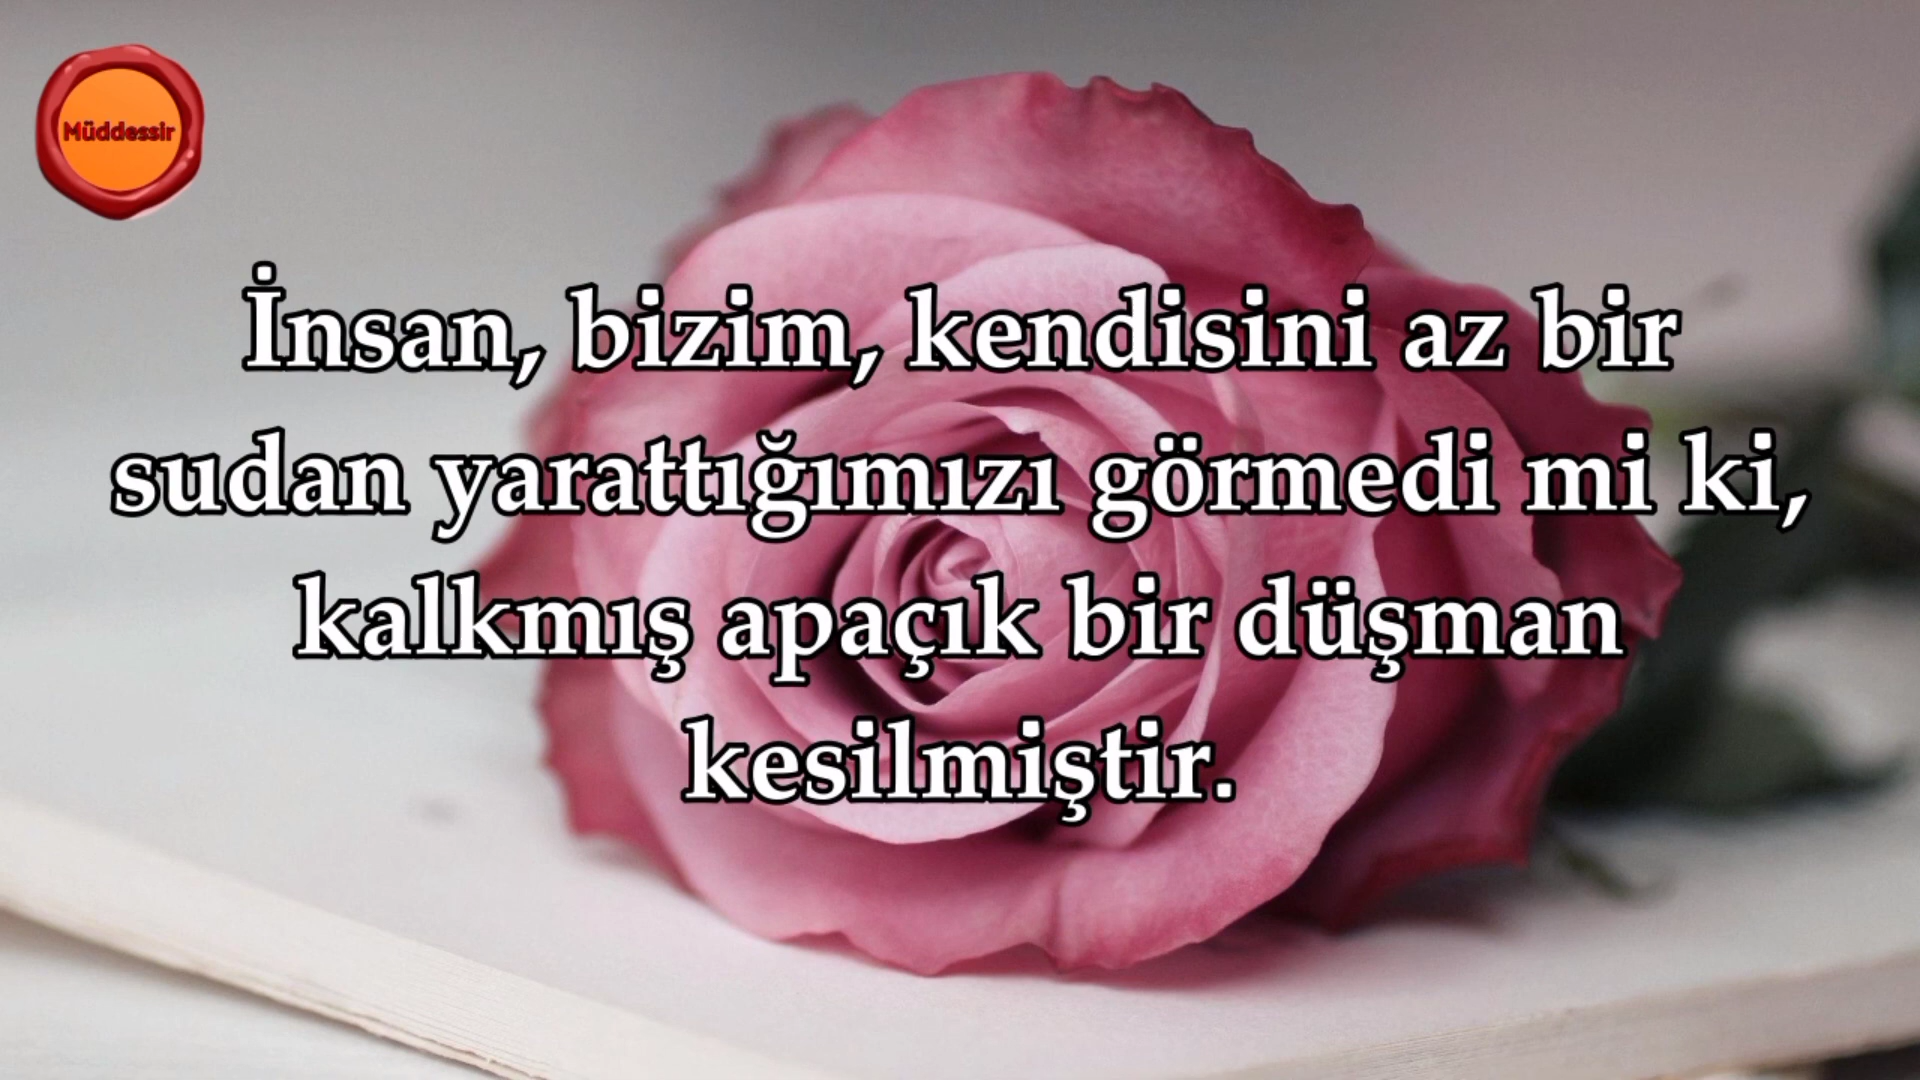 Müddessir
İnsan, bizim, kendisini az bir
sudan yarattığımızı görmedi mi ki,
kalkmış apaçık bir düşman
kesilmiştir.